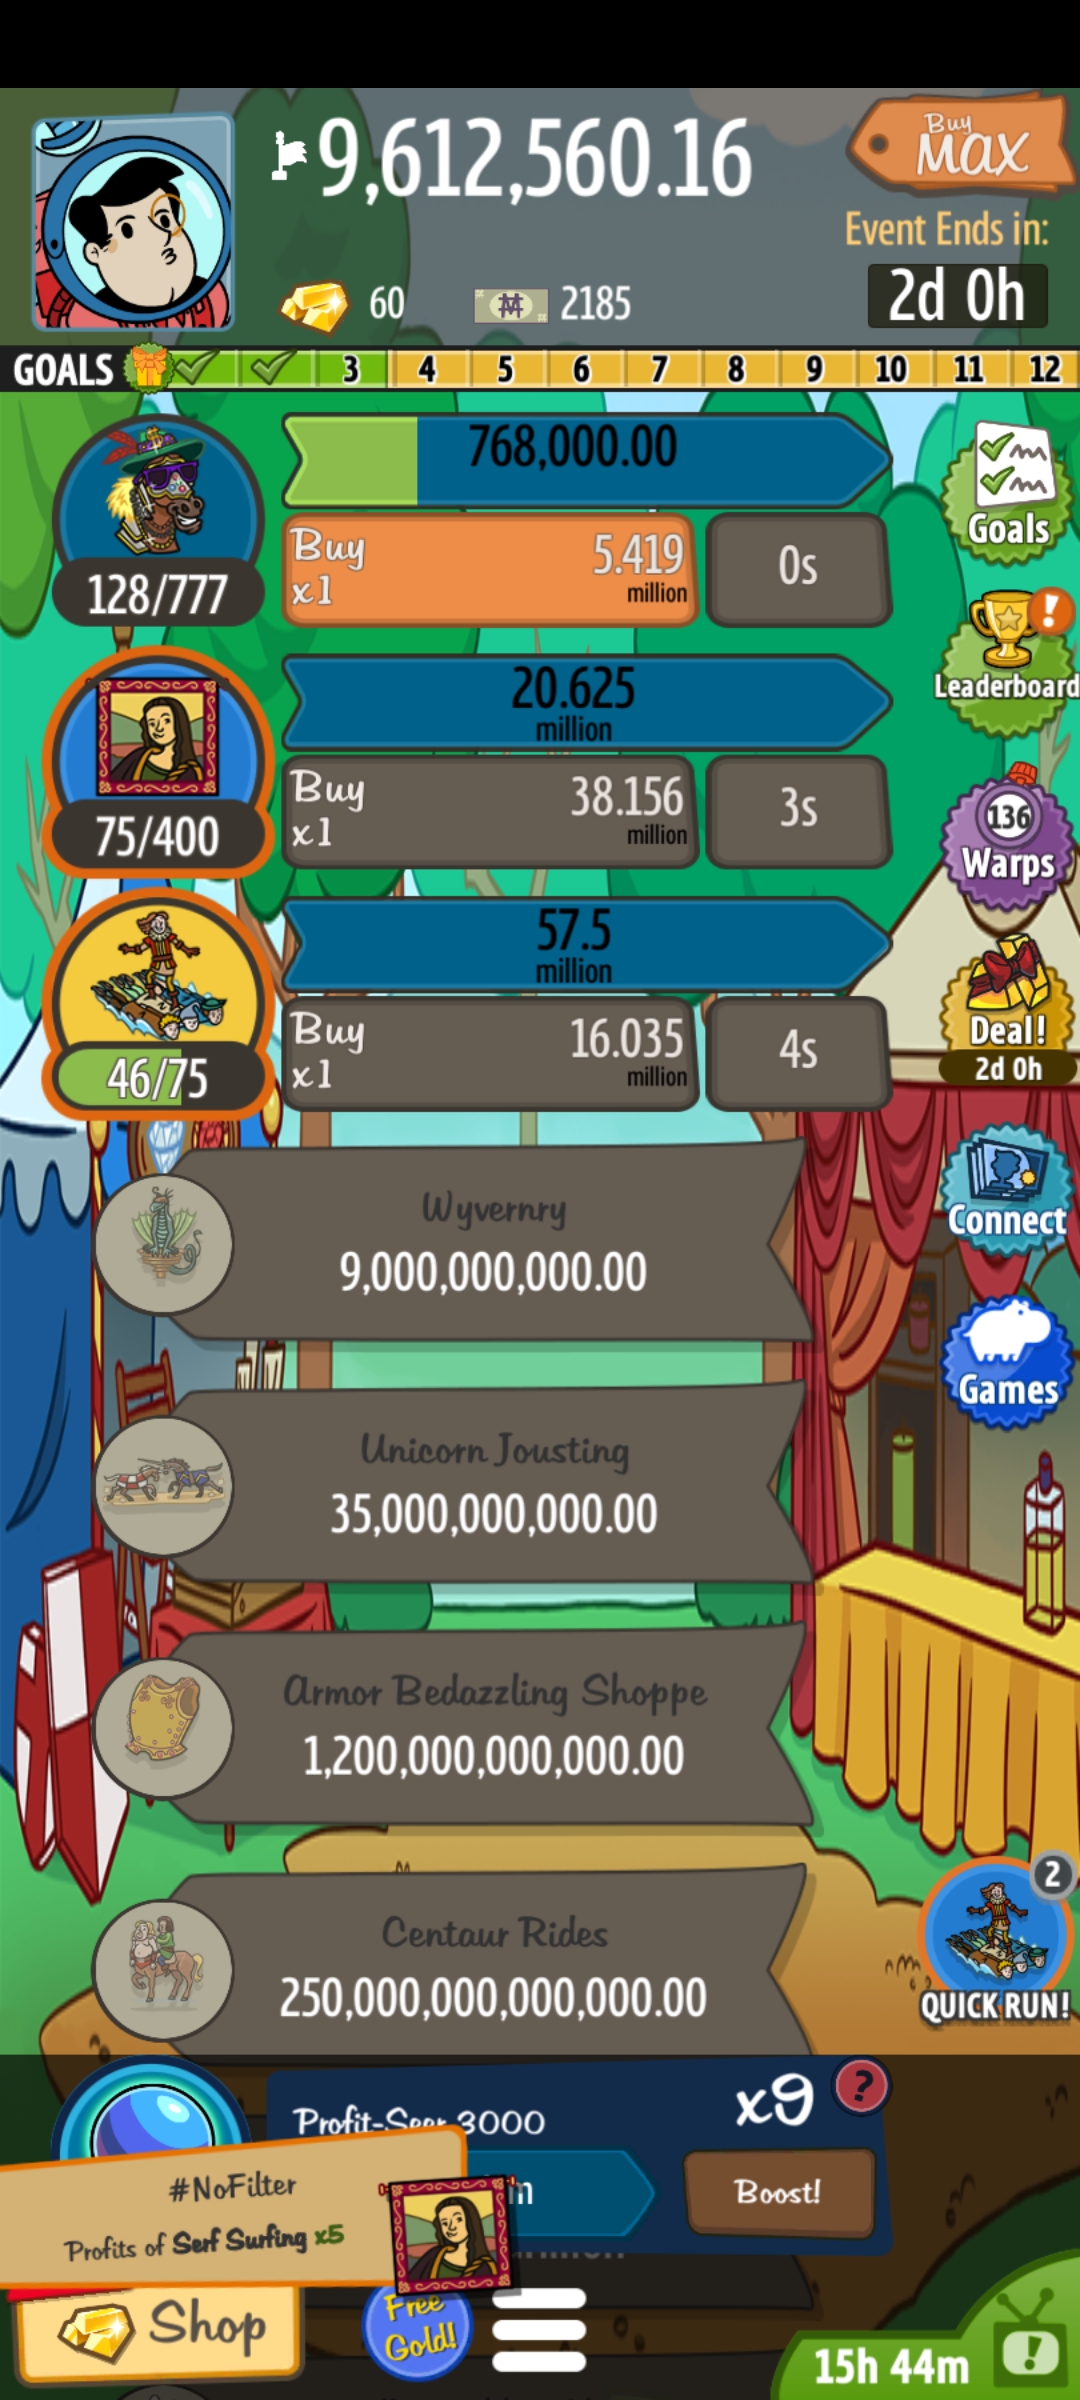 9,612,560.16
Buy
MAX
Event Ends in:
2d 0h
60
2185
GOALS
3 4 5 6 7 8 9 10 11 12
768,000.00
Buy
x1
5.419
million
0s
128/777
Goals
20.625
million
Leaderboard
Buy
x1
38.156
million
3s
75/400
136
Warps
57.5
million
Buy
x1
16.035
million
4s
46/75
Deal!
2d 0h
Wyvernry
9,000,000,000.00
Connect
Unicorn Jousting
35,000,000,000.00
Games
Armor Bedazzling Shoppe
1,200,000,000,000.00
Centaur Rides
250,000,000,000,000.00
2
QUICK RUN!
Profit-Seer 3000
x9
?
Boost!
#NoFilter
Profits of Serf Surfing x5
Shop
Free
Gold!
15h 44m
!